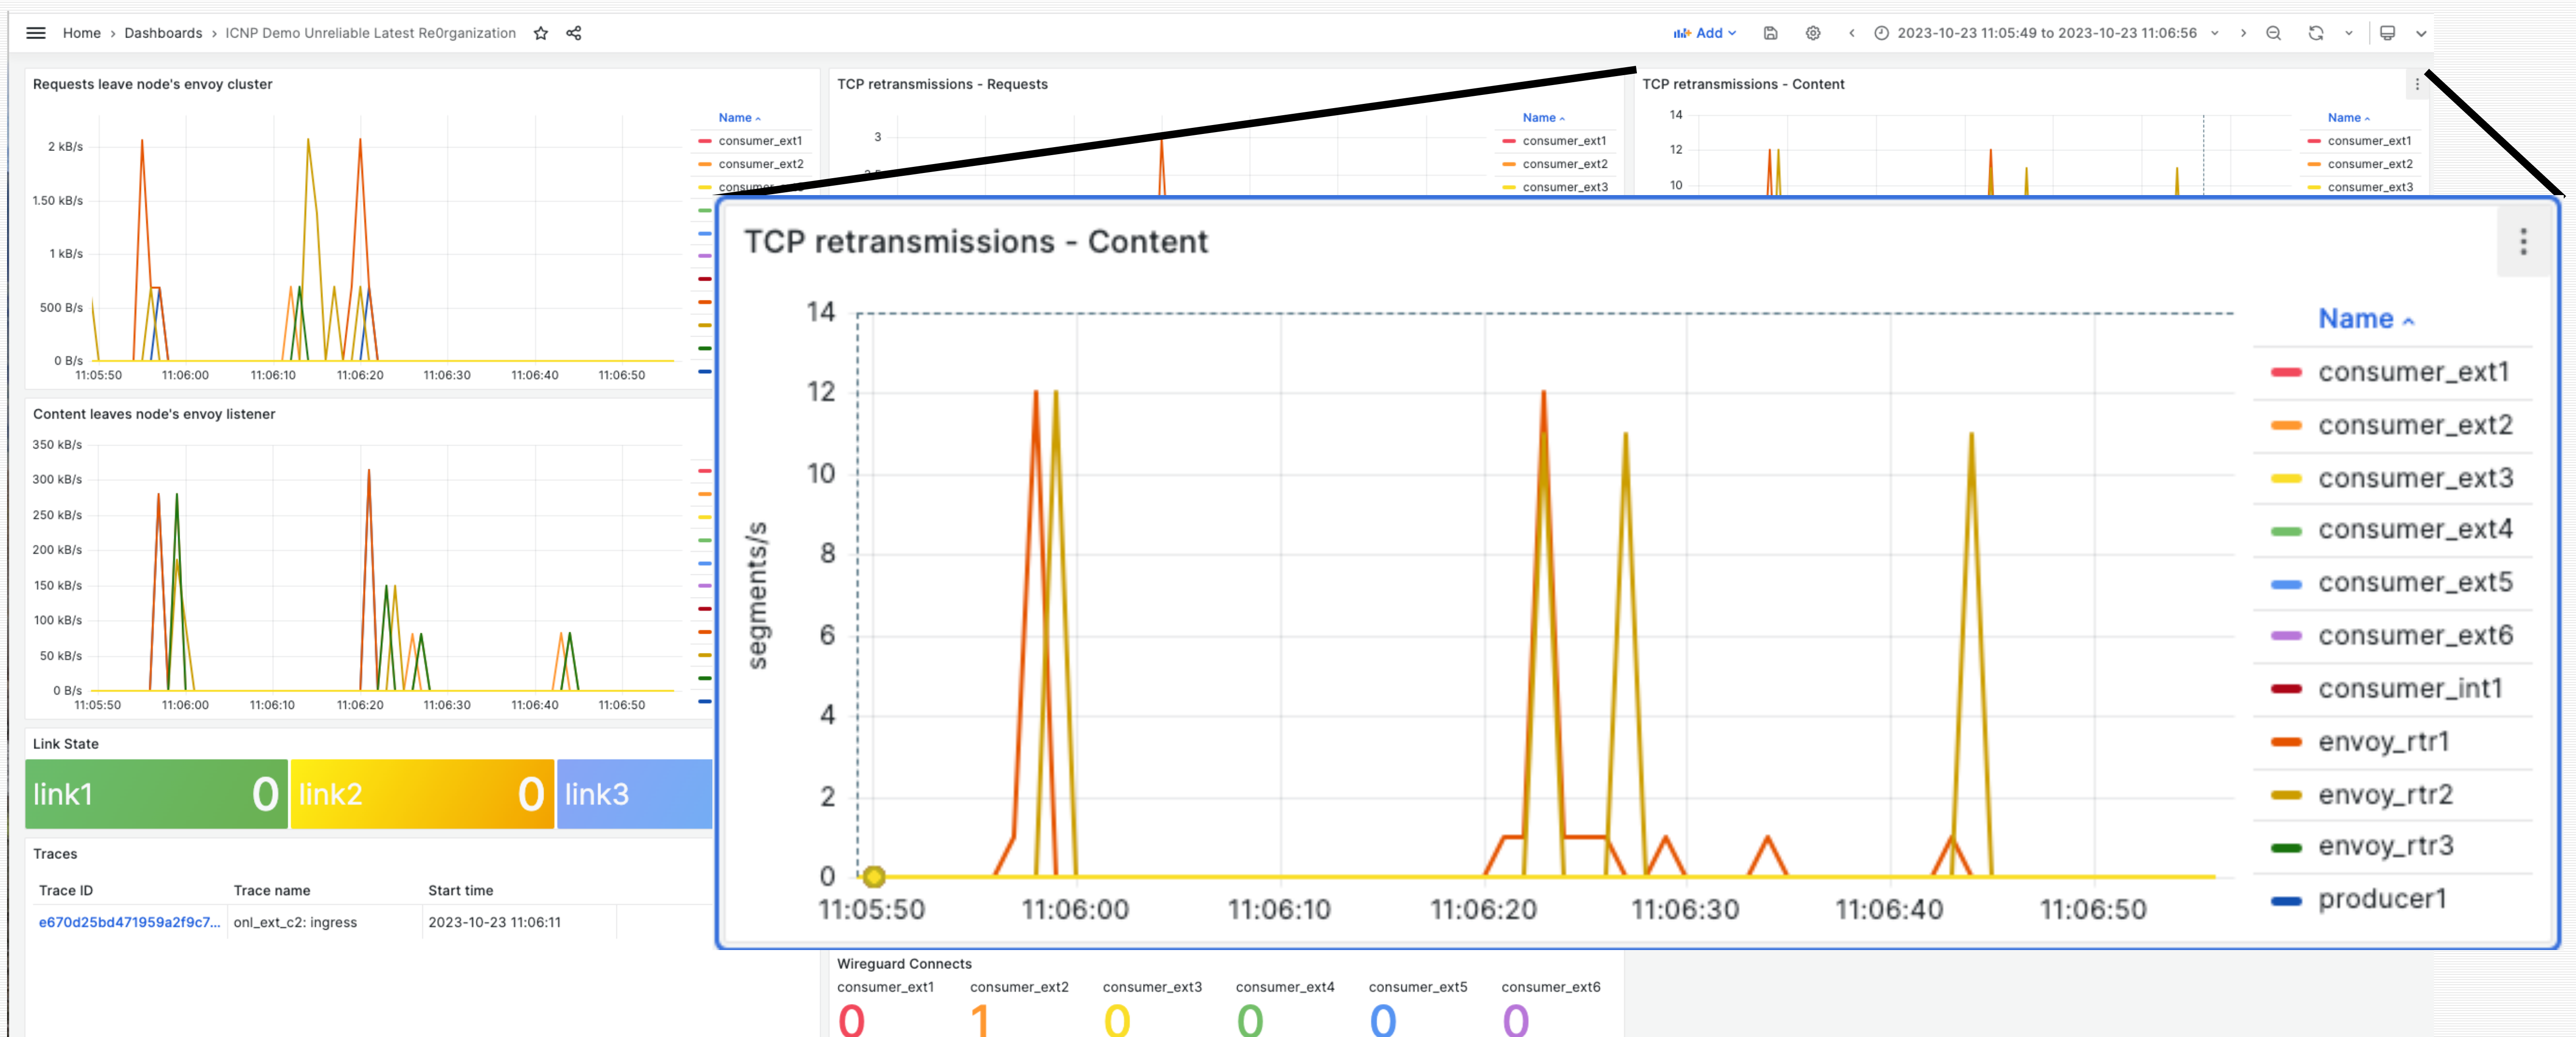 Home › Dashboards › ICNP Demo Unreliable Latest Re0rganization
Add
2023-10-23 11:05:49 to 2023-10-23 11:06:56
Requests leave node's envoy cluster
2 kB/s
1.50 kB/s
1 kB/s
500 B/s
0 B/s
11:05:50 11:06:00 11:06:10 11:06:20 11:06:30 11:06:40 11:06:50
Name
consumer_ext1
consumer_ext2
TCP retransmissions - Requests
3
Name
consumer_ext1
consumer_ext2
consumer_ext3
TCP retransmissions - Content
14
12
10
Name
consumer_ext1
consumer_ext2
consumer_ext3
Content leaves node's envoy listener
350 kB/s
300 kB/s
250 kB/s
200 kB/s
150 kB/s
100 kB/s
50 kB/s
0 B/s
11:05:50 11:06:00 11:06:10 11:06:20 11:06:30 11:06:40 11:06:50
Link State
link1 0
link2 0
link3
Traces
Trace ID Trace name Start time
e670d25bd471959a2f9c7... onl_ext_c2: ingress 2023-10-23 11:06:11
TCP retransmissions - Content
segments/s
14
12
10
8
6
4
2
0
11:05:50 11:06:00 11:06:10 11:06:20 11:06:30 11:06:40 11:06:50
Name
consumer_ext1
consumer_ext2
consumer_ext3
consumer_ext4
consumer_ext5
consumer_ext6
consumer_int1
envoy_rtr1
envoy_rtr2
envoy_rtr3
producer1
Wireguard Connects
consumer_ext1 consumer_ext2 consumer_ext3 consumer_ext4 consumer_ext5 consumer_ext6
0 1 0 0 0 0